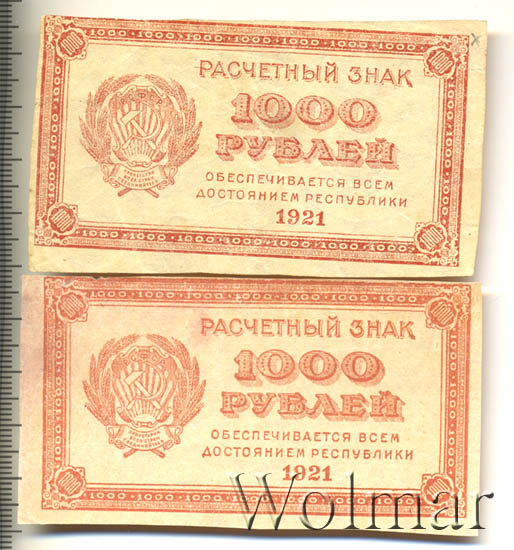 РАСЧЕТНЫЙ ЗНАК
1000
РУБЛЕЙ
ОБЕСПЕЧИВАЕТСЯ ВСЕМ
ДОСТОЯНИЕМ РЕСПУБЛИКИ
1921
РАСЧЕТНЫЙ ЗНАК
1000
РУБЛЕЙ
ОБЕСПЕЧИВАЕТСЯ ВСЕМ
ДОСТОЯНИЕМ РЕСПУБЛИКИ
1921
Wolmar